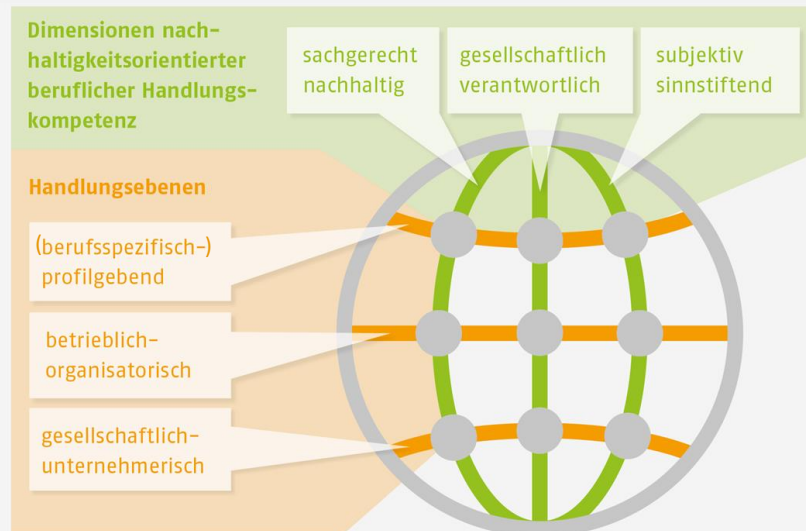 Dimensionen nach-
haltigkeitsorientierter
beruflicher Handlungs-
kompetenz
sachgerecht
nachhaltig
gesellschaftlich
verantwortlich
subjektiv
sinnstiftend
Handlungsebenen
(berufsspezifisch-)
profilgebend
betrieblich-
organisatorisch
gesellschaftlich-
unternehmerisch